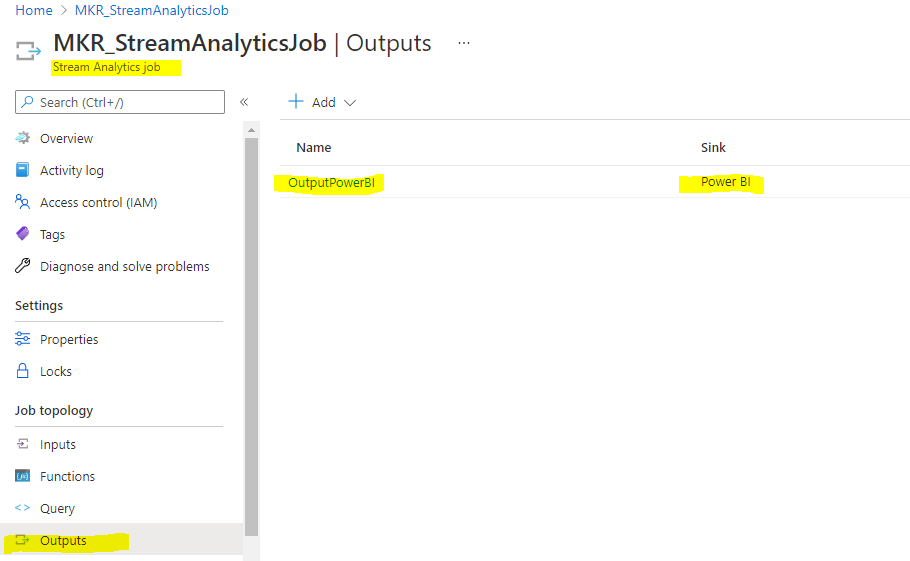 Home > MKR_StreamAnalyticsJob
MKR_StreamAnalyticsJob | Outputs ...
Stream Analytics job
Search (Ctrl+/)
«
+ Add
Overview
Activity log
Access control (IAM)
Tags
Diagnose and solve problems
Settings
Properties
Locks
Job topology
Inputs
Functions
Query
Outputs
Name Sink
OutputPowerBI Power BI